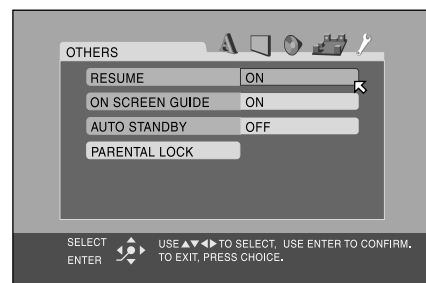 OTHERS
RESUME ON
ON SCREEN GUIDE ON
AUTO STANDBY OFF
PARENTAL LOCK
SELECT USE ▲▼◀▶ TO SELECT, USE ENTER TO CONFIRM.
ENTER TO EXIT, PRESS CHOICE.